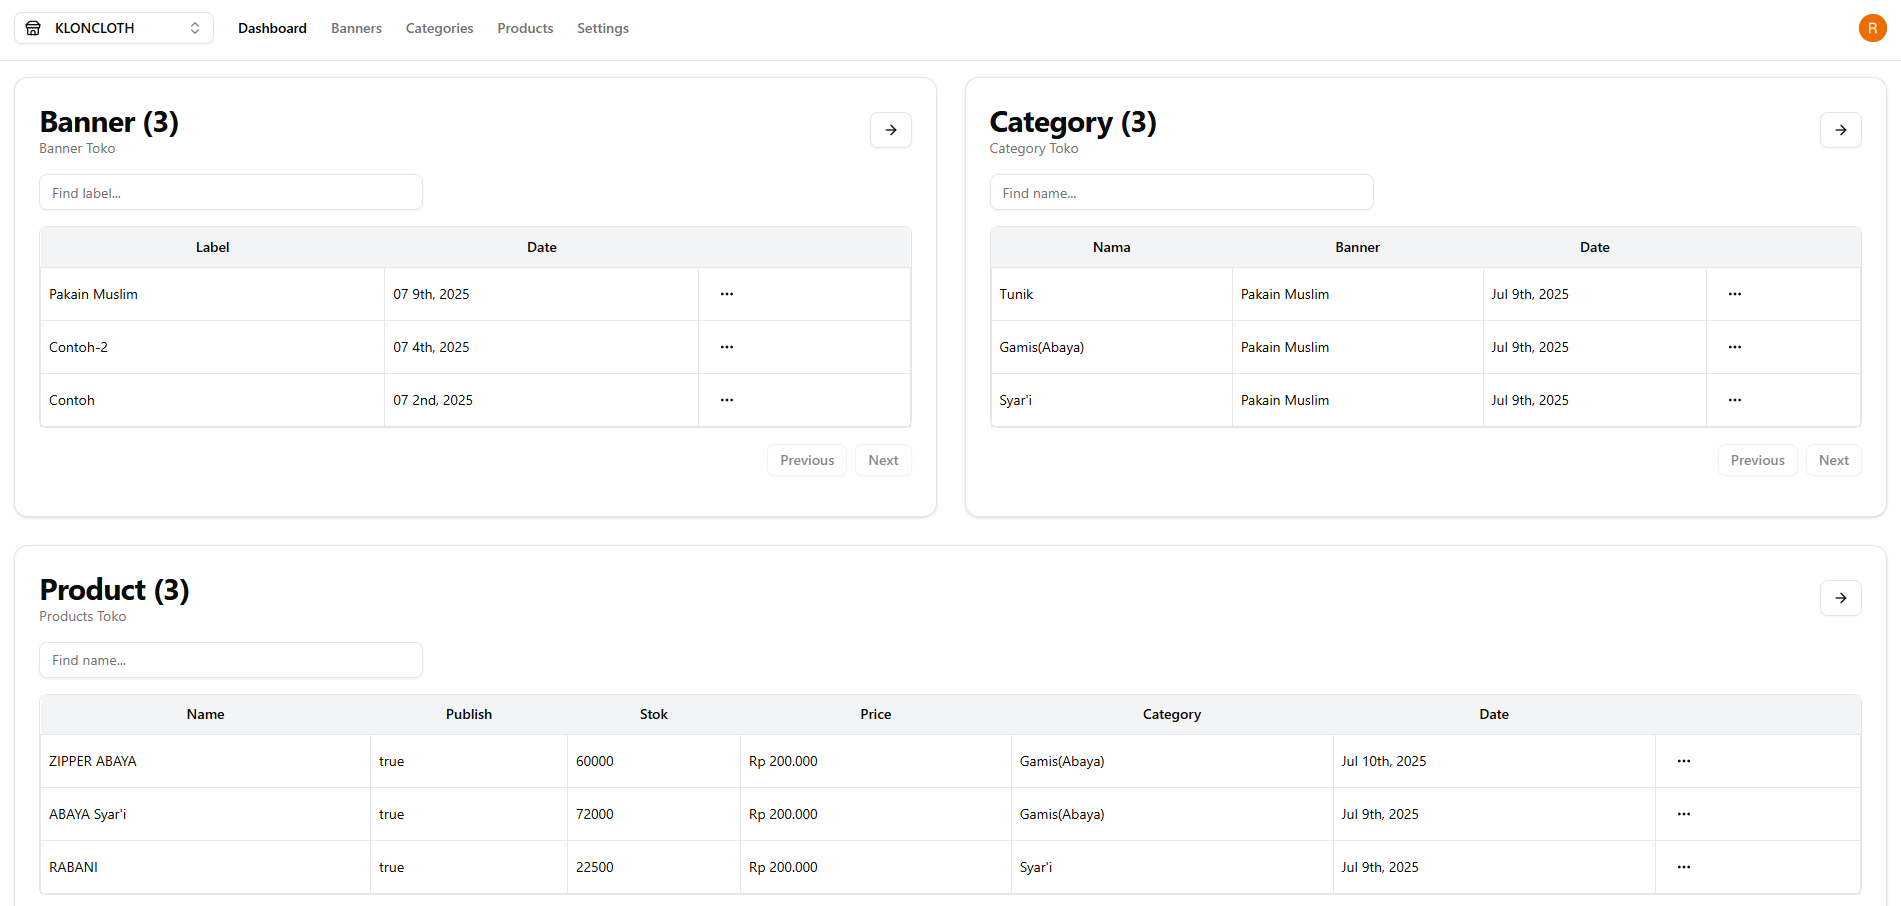 KLONCLOTH Dashboard Banners Categories Products Settings R
Banner (3)
Banner Toko
Find label...
Label Date
Pakain Muslim 07 9th, 2025 ...
Contoh-2 07 4th, 2025 ...
Contoh 07 2nd, 2025 ...
Previous Next
Category (3)
Category Toko
Find name...
Nama Banner Date
Tunik Pakain Muslim Jul 9th, 2025 ...
Gamis(Abaya) Pakain Muslim Jul 9th, 2025 ...
Syar'i Pakain Muslim Jul 9th, 2025 ...
Previous Next
Product (3)
Products Toko
Find name...
Name Publish Stok Price Category Date
ZIPPER ABAYA true 60000 Rp 200.000 Gamis(Abaya) Jul 10th, 2025 ...
ABAYA Syar'i true 72000 Rp 200.000 Gamis(Abaya) Jul 9th, 2025 ...
RABANI true 22500 Rp 200.000 Syar'i Jul 9th, 2025 ...